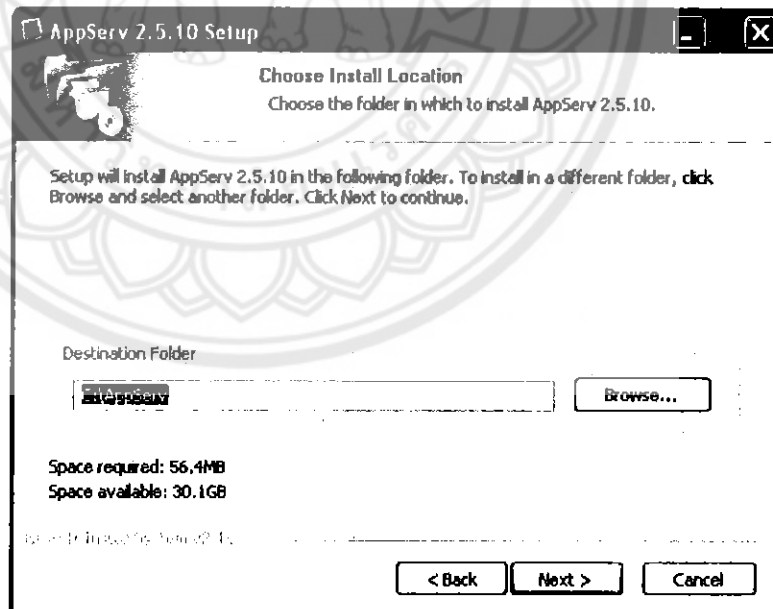 AppServ 2.5.10 Setup
Choose Install Location
Choose the folder in which to install AppServ 2.5.10.
Setup will install AppServ 2.5.10 in the following folder. To install in a different folder, click
Browse and select another folder. Click Next to continue.
Destination Folder
Browse...
Space required: 56.4MB
Space available: 30.1GB
< Back Next > Cancel